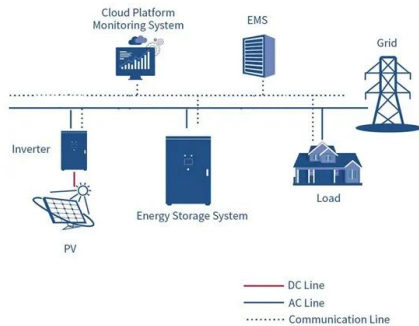 Cloud Platform
Monitoring System
EMS
Grid
Inverter
Energy Storage System
Load
PV
DC Line
AC Line
Communication Line